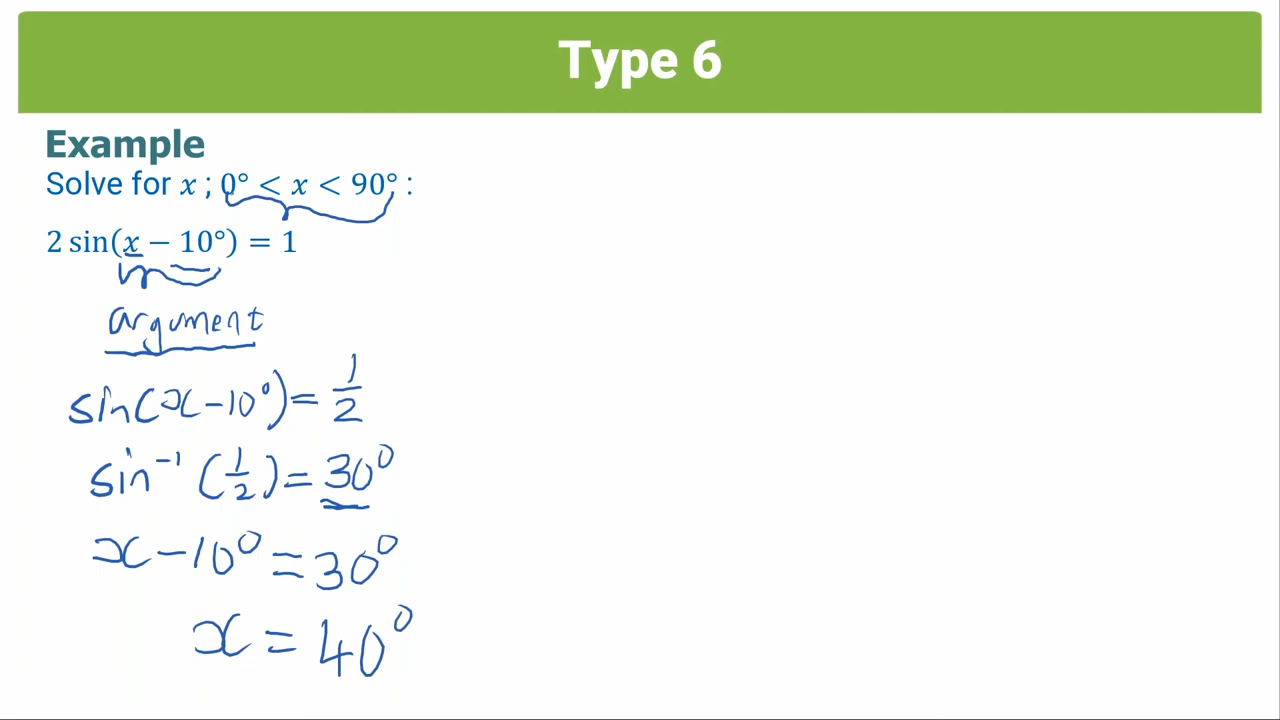 Type 6
Example
Solve for x ; 0° < x < 90° :
2 sin(x − 10°) = 1
argument
sin(x − 10°) = 1/2
sin⁻¹ (1/2) = 30°
x − 10° = 30°
x = 40°